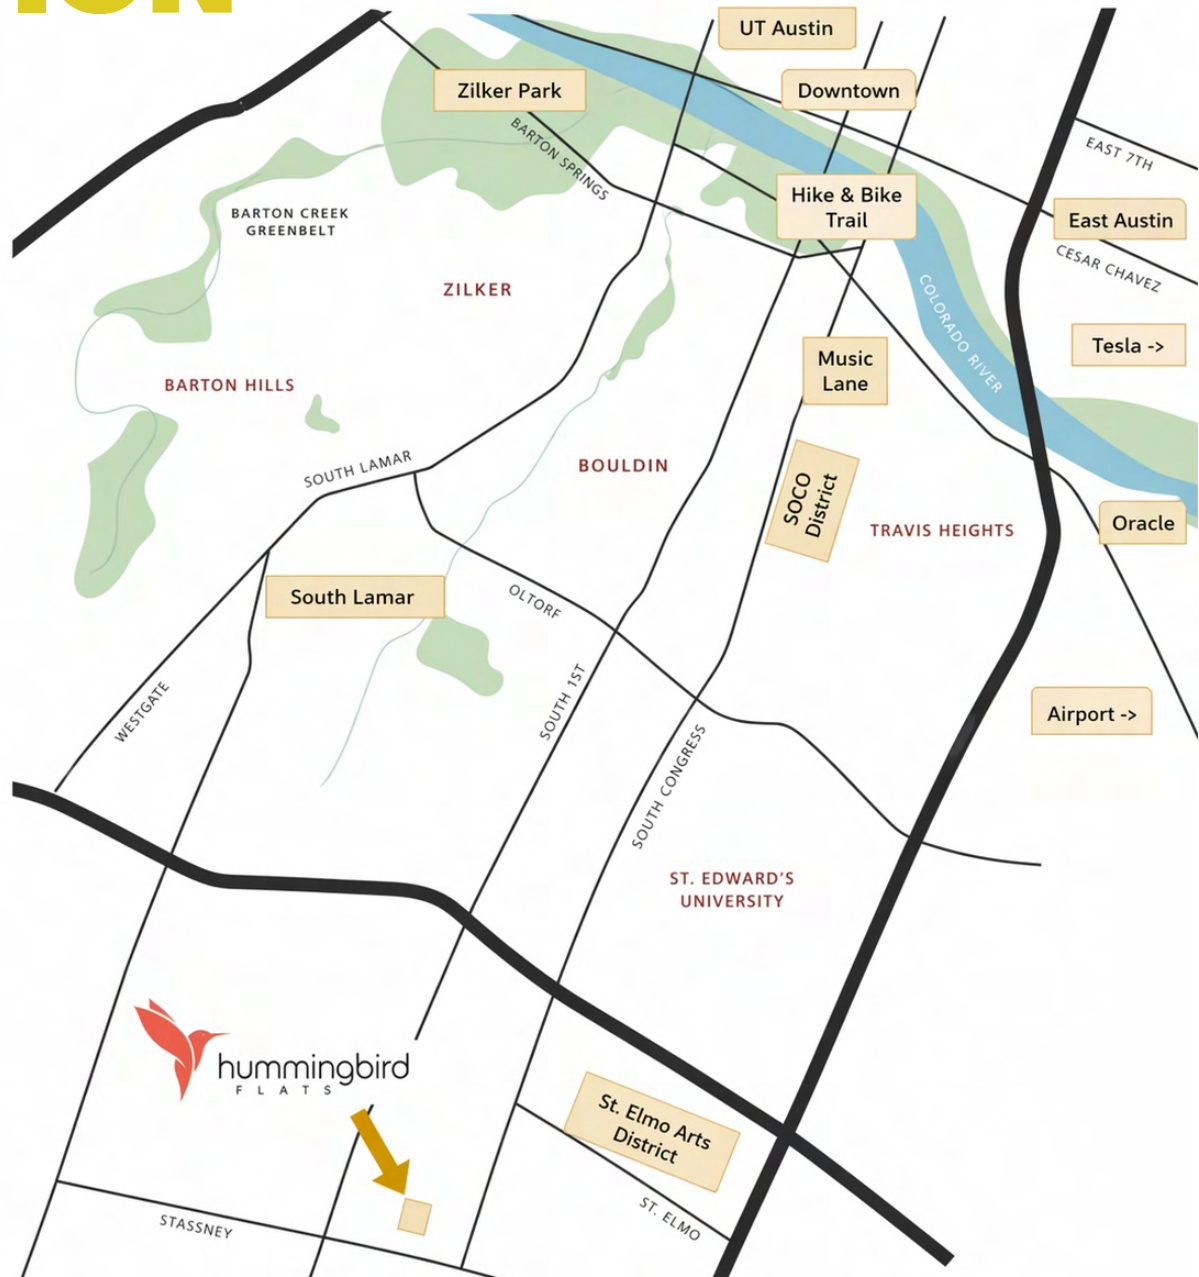 ION
UT Austin
Zilker Park
Downtown
BARTON SPRINGS
EAST 7TH
BARTON CREEK
GREENBELT
Hike & Bike
Trail
East Austin
CESAR CHAVEZ
ZILKER
COLORADO RIVER
Tesla ->
Music
Lane
BARTON HILLS
SOUTH LAMAR
BOULDIN
SOCO
District
TRAVIS HEIGHTS
Oracle
South Lamar
OLTORF
WESTGATE
SOUTH 1ST
Airport ->
SOUTH CONGRESS
ST. EDWARD'S
UNIVERSITY
hummingbird
FLATS
St. Elmo Arts
District
STASSNEY
ST. ELMO